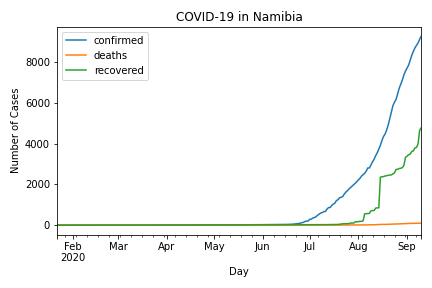 COVID-19 in Namibia
confirmed
deaths
recovered
Number of Cases
8000
6000
4000
2000
0
Feb Mar Apr May Jun Jul Aug Sep
2020
Day